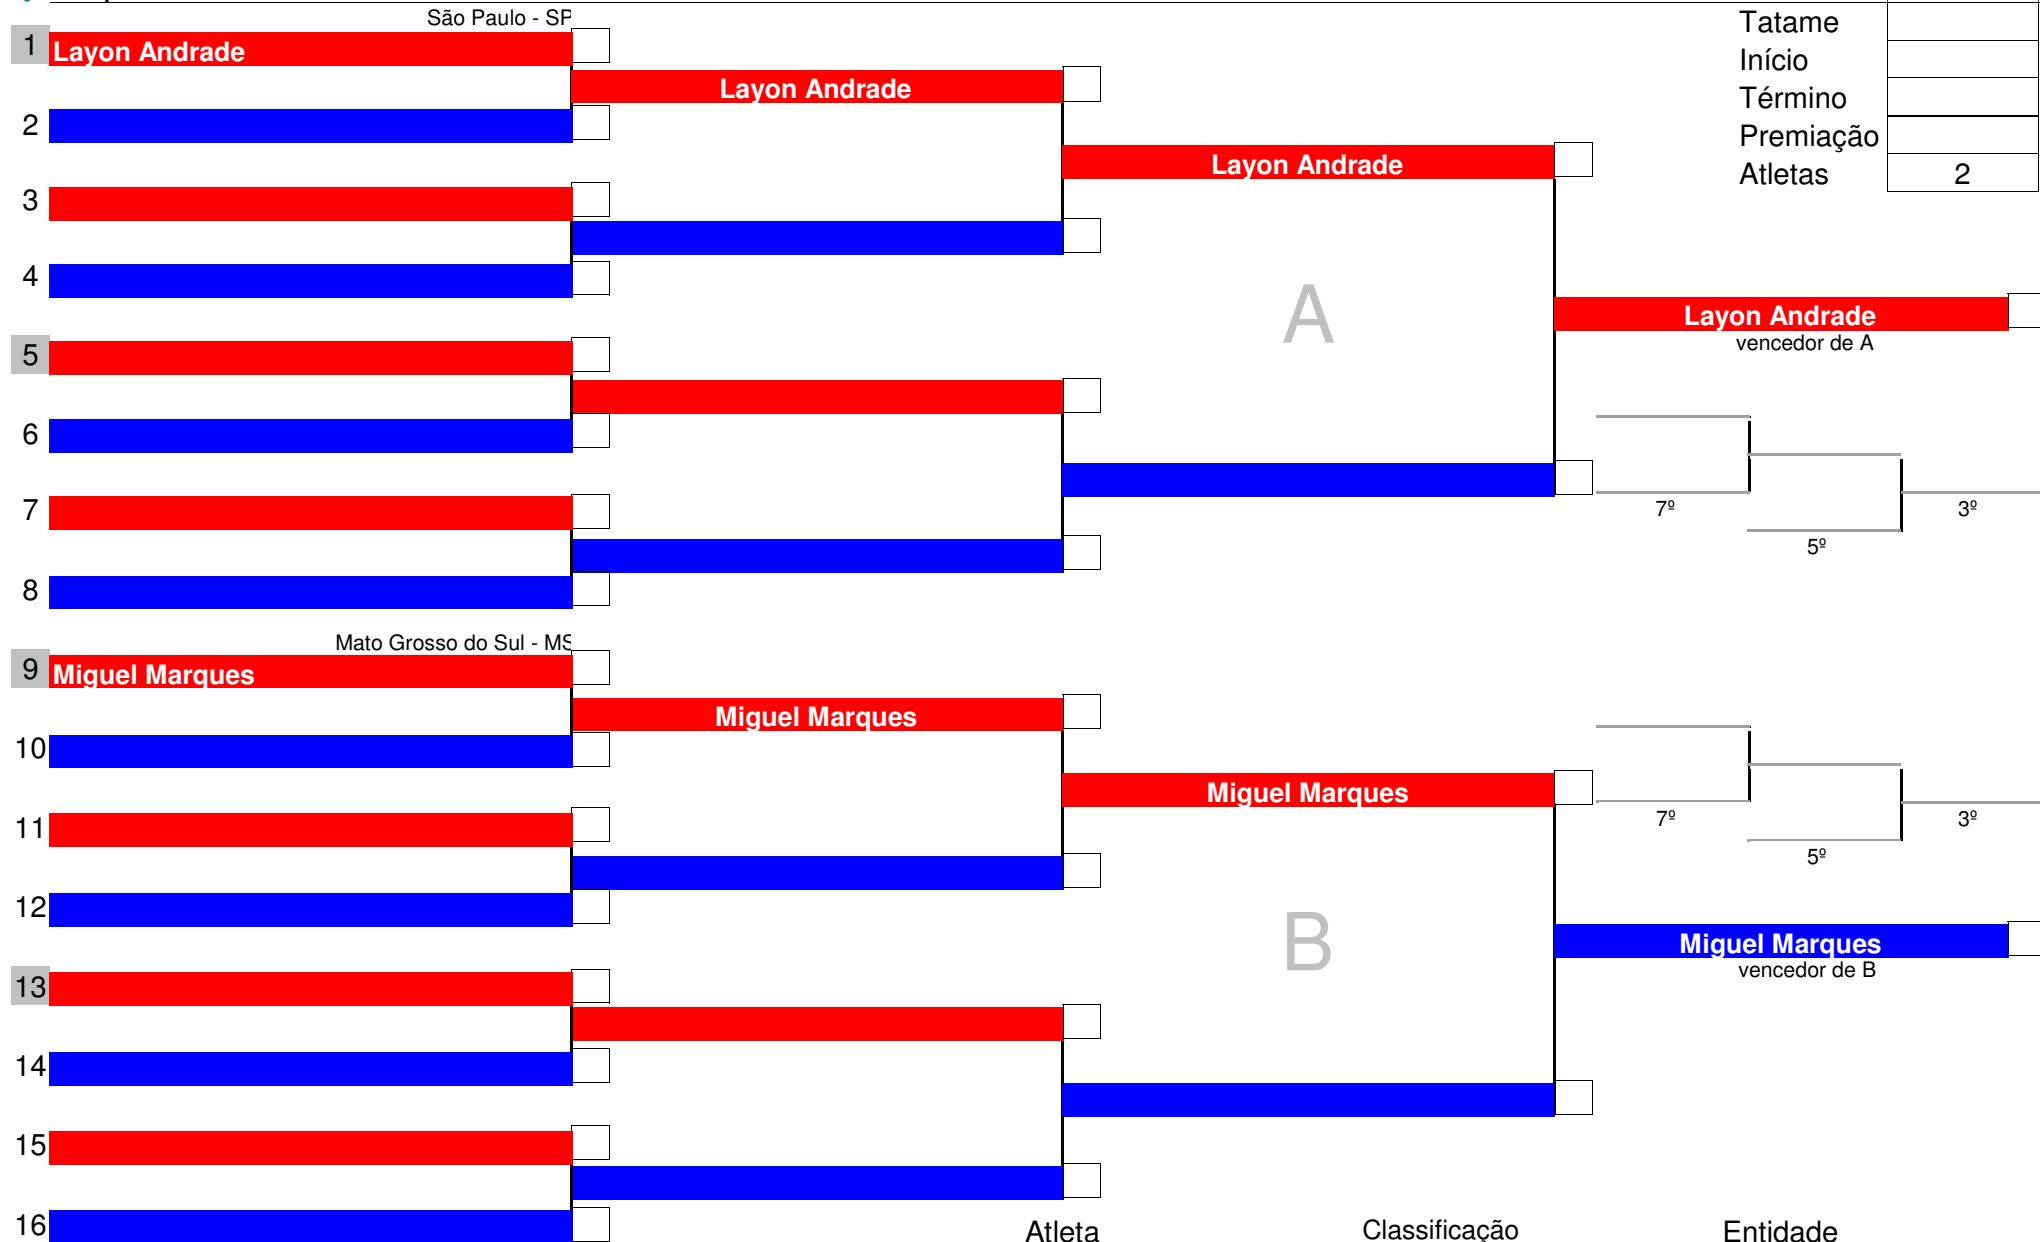 São Paulo - SP
Tatame
1 Layon Andrade
Layon Andrade
Início
Término
2
Premiação
Layon Andrade
Atletas 2
3
4
Layon Andrade
A
vencedor de A
5
6
7
7º 3º
5º
8
Mato Grosso do Sul - MS
9 Miguel Marques
Miguel Marques
10
Miguel Marques
7º 3º
11
5º
12
B
Miguel Marques
vencedor de B
13
14
15
16
Atleta Classificação Entidade